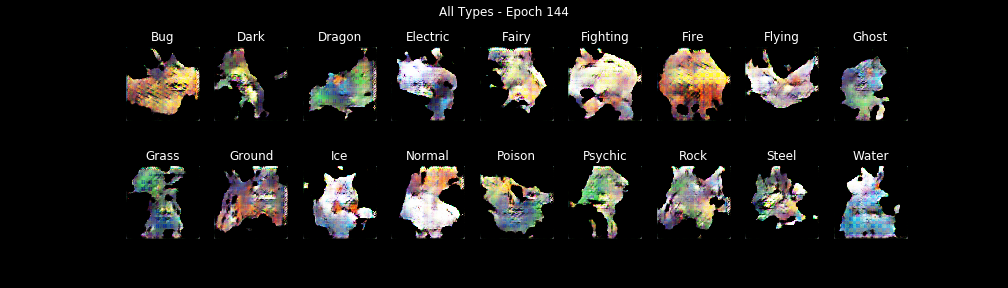 All Types - Epoch 144
Bug Dark Dragon Electric Fairy Fighting Fire Flying Ghost
Grass Ground Ice Normal Poison Psychic Rock Steel Water